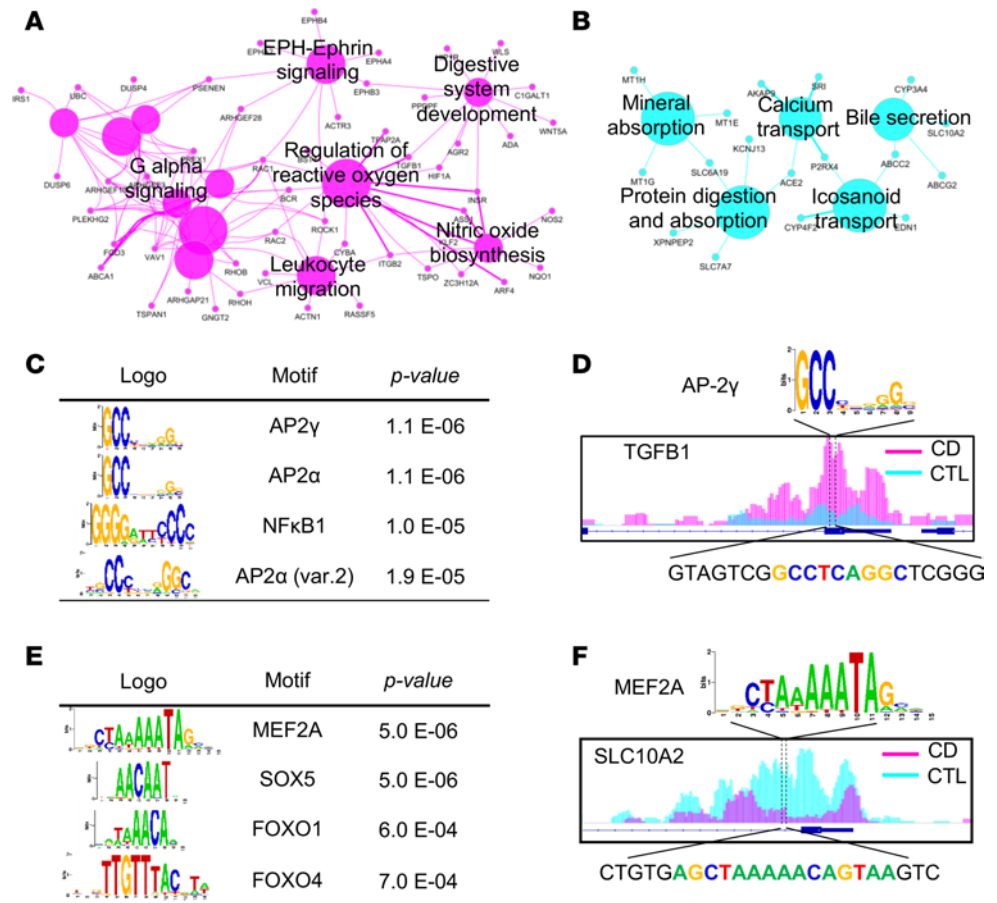 A
EPHB4
EPH-Ephrin
signaling
EPHA4
EPHB3
WLS
Digestive
system
development
C1GALT1
WNT5A
ADA
AGR2
HIF1A
IRS1
UBC
DUSP4
PSENEN
ARHGEF28
ACTR3
TFAP2A
TGFB1
Regulation of
reactive oxygen
species
RAC1
BCR
G alpha
signaling
DUSP6
PLEKHG2
FGD3
ABCA1
VAV1
RAC2
ROCK1
CYBA
RHOB
Leukocyte
migration
VCL
RHOH
ARHGAP21
TSPAN1
GNGT2
ACTN1
RASSF5
ITGB2
TSPO
ZC3H12A
KLF2
INSR
NOS2
Nitric oxide
biosynthesis
NQO1
ARF4
B
MT1H
Mineral
absorption
MT1E
MT1G
AKAP9
SRI
Calcium
transport
KCNJ13
SLC6A19
P2RX4
ACE2
CYP3A4
Bile secretion
SLC10A2
ABCC2
ABCG2
Protein digestion
and absorption
XPNPEP2
SLC7A7
Icosanoid
transport
CYP4F2
EDN1
C
Logo Motif p-value
AP2γ 1.1 E-06
AP2α 1.1 E-06
NFκB1 1.0 E-05
AP2α (var.2) 1.9 E-05
D
AP-2γ
bits
TGFB1
CD
CTL
GTAGTCGGCCTCAGGCTCGGG
E
Logo Motif p-value
MEF2A 5.0 E-06
SOX5 5.0 E-06
FOXO1 6.0 E-04
FOXO4 7.0 E-04
F
MEF2A
bits
SLC10A2
CD
CTL
CTGTGAGCTAAAAACAGTAAGTC